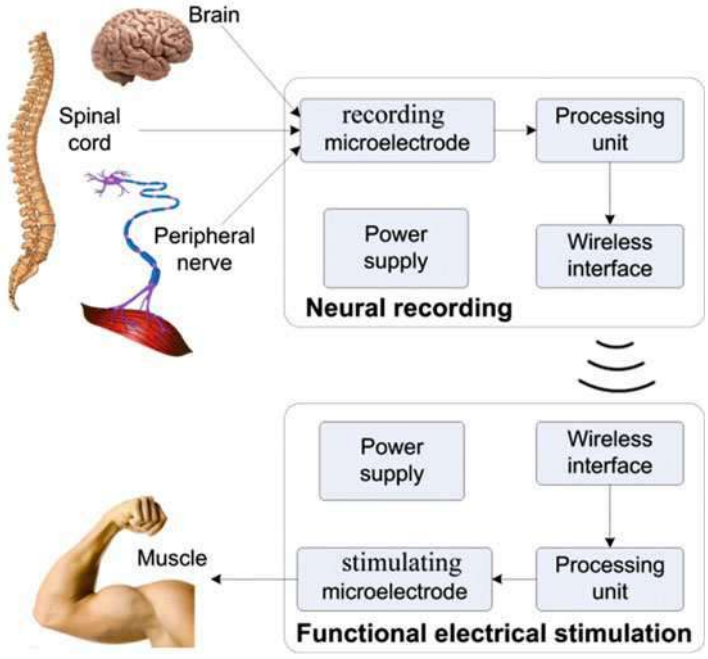 Brain
Spinal
cord
Peripheral
nerve
recording
microelectrode
Processing
unit
Power
supply
Wireless
interface
Neural recording
Power
supply
Wireless
interface
Muscle
stimulating
microelectrode
Processing
unit
Functional electrical stimulation